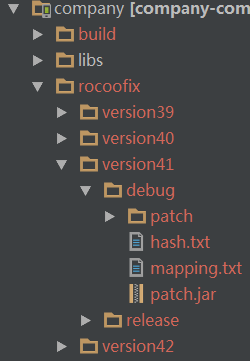 company [company-com
build
libs
rocoofix
version39
version40
version41
debug
patch
hash.txt
mapping.txt
patch.jar
release
version42